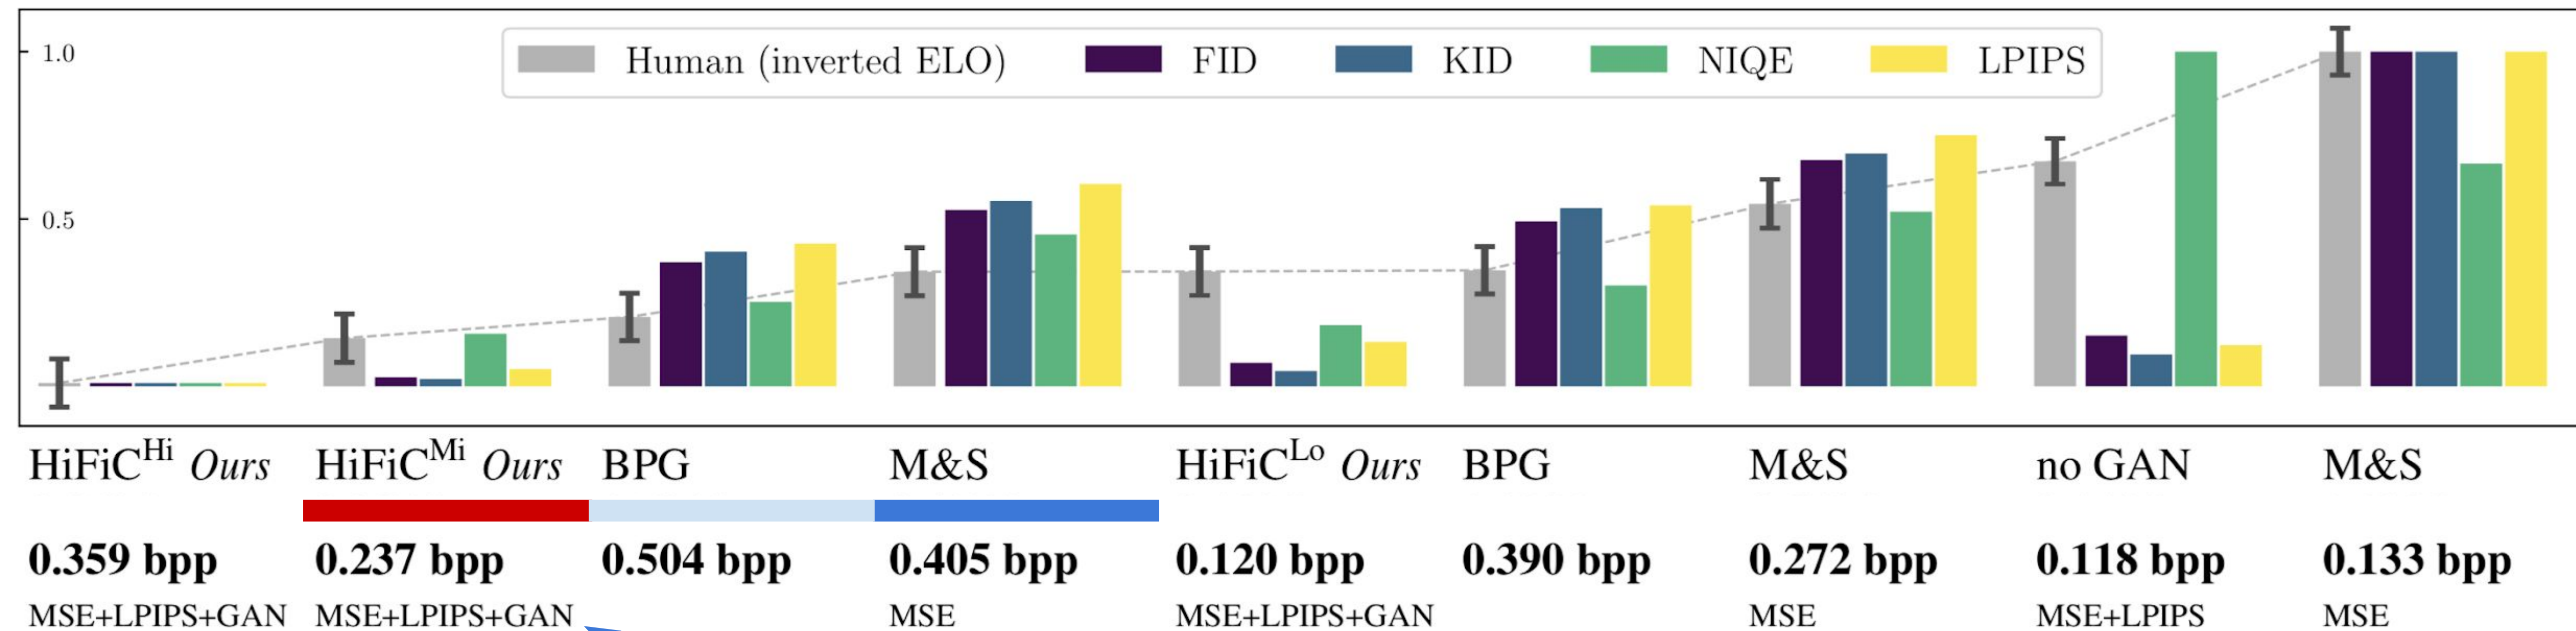 1.0
Human (inverted ELO) FID KID NIQE LPIPS
0.5
HiFiC^Hi Ours HiFiC^Mi Ours BPG M&S HiFiC^Lo Ours BPG M&S no GAN M&S
0.359 bpp 0.237 bpp 0.504 bpp 0.405 bpp 0.120 bpp 0.390 bpp 0.272 bpp 0.118 bpp 0.133 bpp
MSE+LPIPS+GAN MSE+LPIPS+GAN MSE MSE+LPIPS+GAN MSE MSE+LPIPS MSE